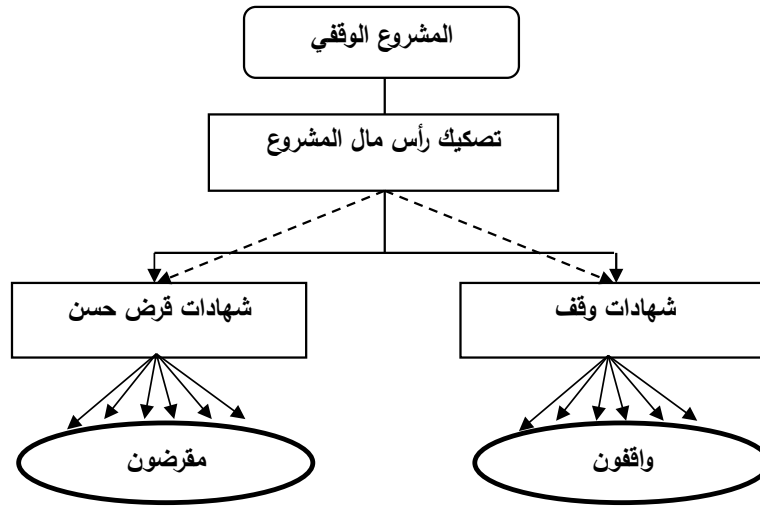 المشروع الوقفي
تصكيك رأس مال المشروع
شهادات وقف
شهادات قرض حسن
واقفون
مقرضون